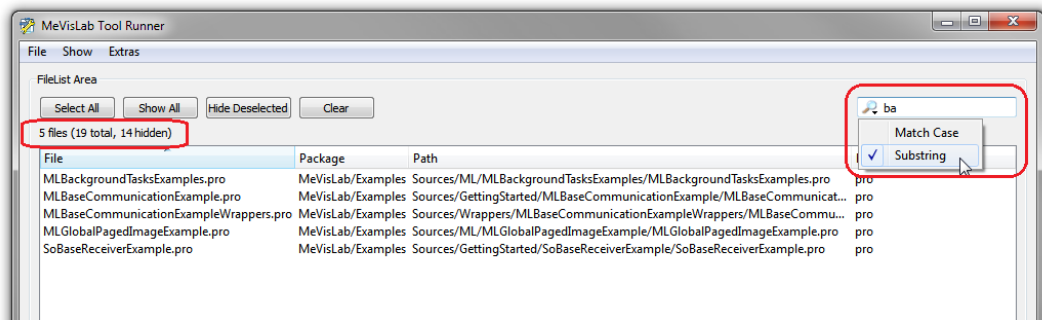 MeVisLab Tool Runner
File Show Extras
FileList Area
Select All Show All Hide Deselected Clear ba
5 files (19 total, 14 hidden) Match Case
Substring
File Package Path
MLBackgroundTasksExamples.pro MeVisLab/Examples Sources/ML/MLBackgroundTasksExamples/MLBackgroundTasksExamples.pro pro
MLBaseCommunicationExample.pro MeVisLab/Examples Sources/GettingStarted/MLBaseCommunicationExample/MLBaseCommunicat... pro
MLBaseCommunicationExampleWrappers.pro MeVisLab/Examples Sources/Wrappers/MLBaseCommunicationExampleWrappers/MLBaseCommu... pro
MLGlobalPagedImageExample.pro MeVisLab/Examples Sources/ML/MLGlobalPagedImageExample/MLGlobalPagedImageExample.pro pro
SoBaseReceiverExample.pro MeVisLab/Examples Sources/GettingStarted/SoBaseReceiverExample/SoBaseReceiverExample.pro pro